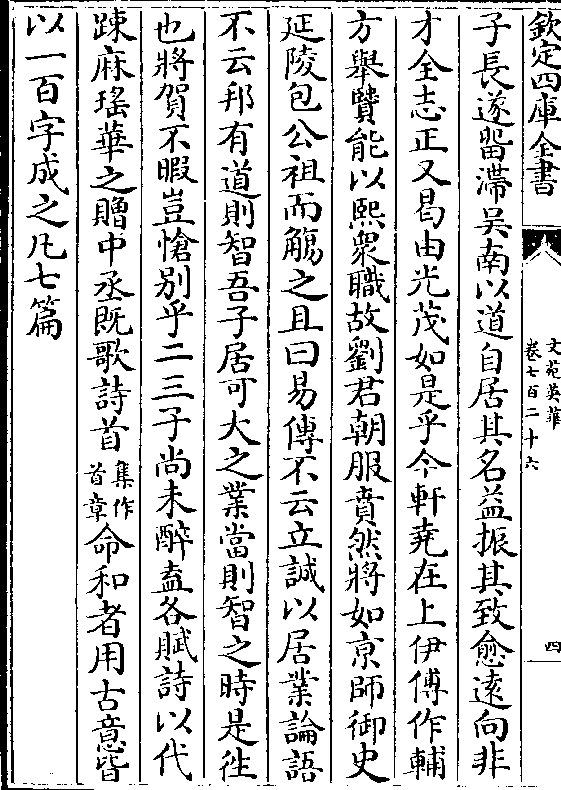 欽定四庫全書
文苑英華
卷七百二十六
四
子長遂留滯吳南以道自居其名益振其致愈遠向非
才全志正又曷由光茂如是乎今軒堯在上伊傅作輔
方舉賢能以熙衆職故劉君朝服賁然將如京師御史
延陵包公祖而觴之且曰易傳不云立誠以居業論語
不云邦有道則智吾子居可大之業當則智之時是徃
也將賀不暇豈愴别乎二三子尚未醉盍各賦詩以代
踈麻瑤華之贈中丞既歌詩首集作首章命和者用古意皆
以一百字成之凡七篇